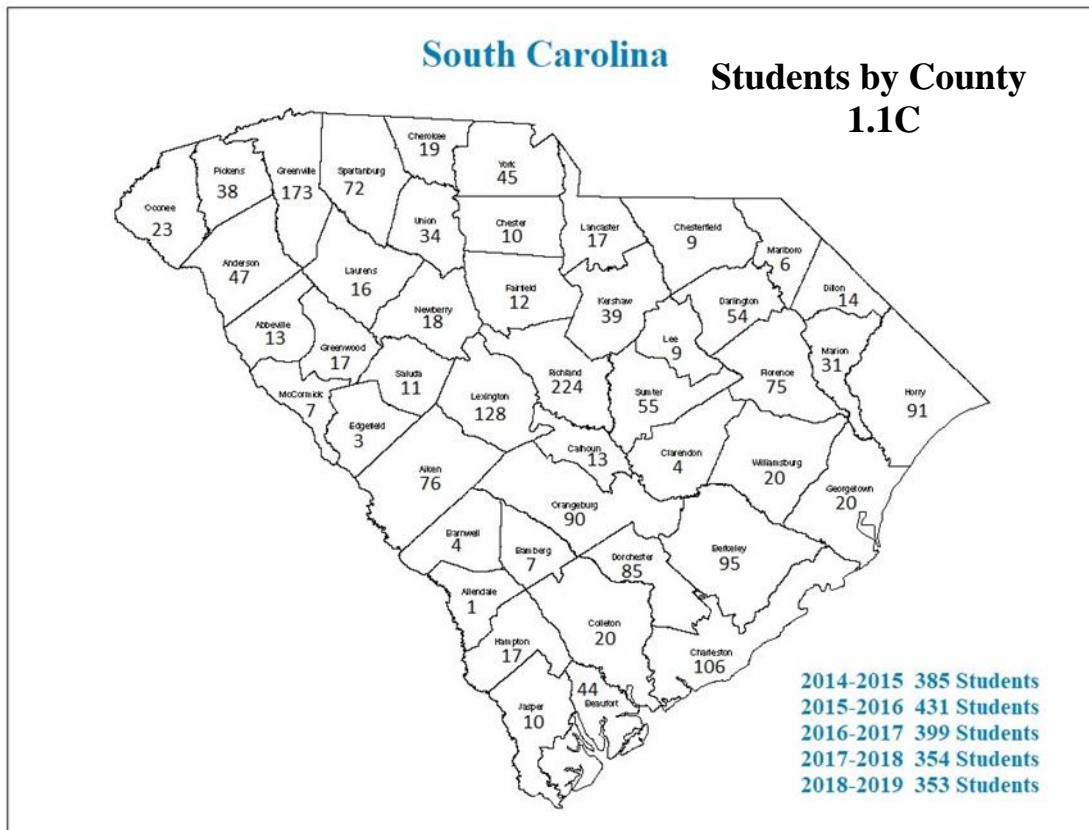 South Carolina
Students by County
1.1C
Cherokee
19
York
45
Pickens
38
Greenville
173
Spartanburg
72
Oconee
23
Union
34
Chester
10
Lancaster
17
Chesterfield
9
Marlboro
6
Anderson
47
Laurens
16
Fairfield
12
Kershaw
39
Darlington
54
Dillon
14
Newberry
18
Abbeville
13
Greenwood
17
Lee
9
Marion
31
Saluda
11
Richland
224
Florence
75
McCormick
7
Lexington
128
Sumter
55
Horry
91
Edgefield
3
Calhoun
13
Clarendon
4
Aiken
76
Williamsburg
20
Georgetown
20
Orangeburg
90
Barnwell
4
Bamberg
7
Dorchester
85
Berkeley
95
Allendale
1
Colleton
20
Hampton
17
Charleston
106
44
Beaufort
Jasper
10
2014-2015 385 Students
2015-2016 431 Students
2016-2017 399 Students
2017-2018 354 Students
2018-2019 353 Students